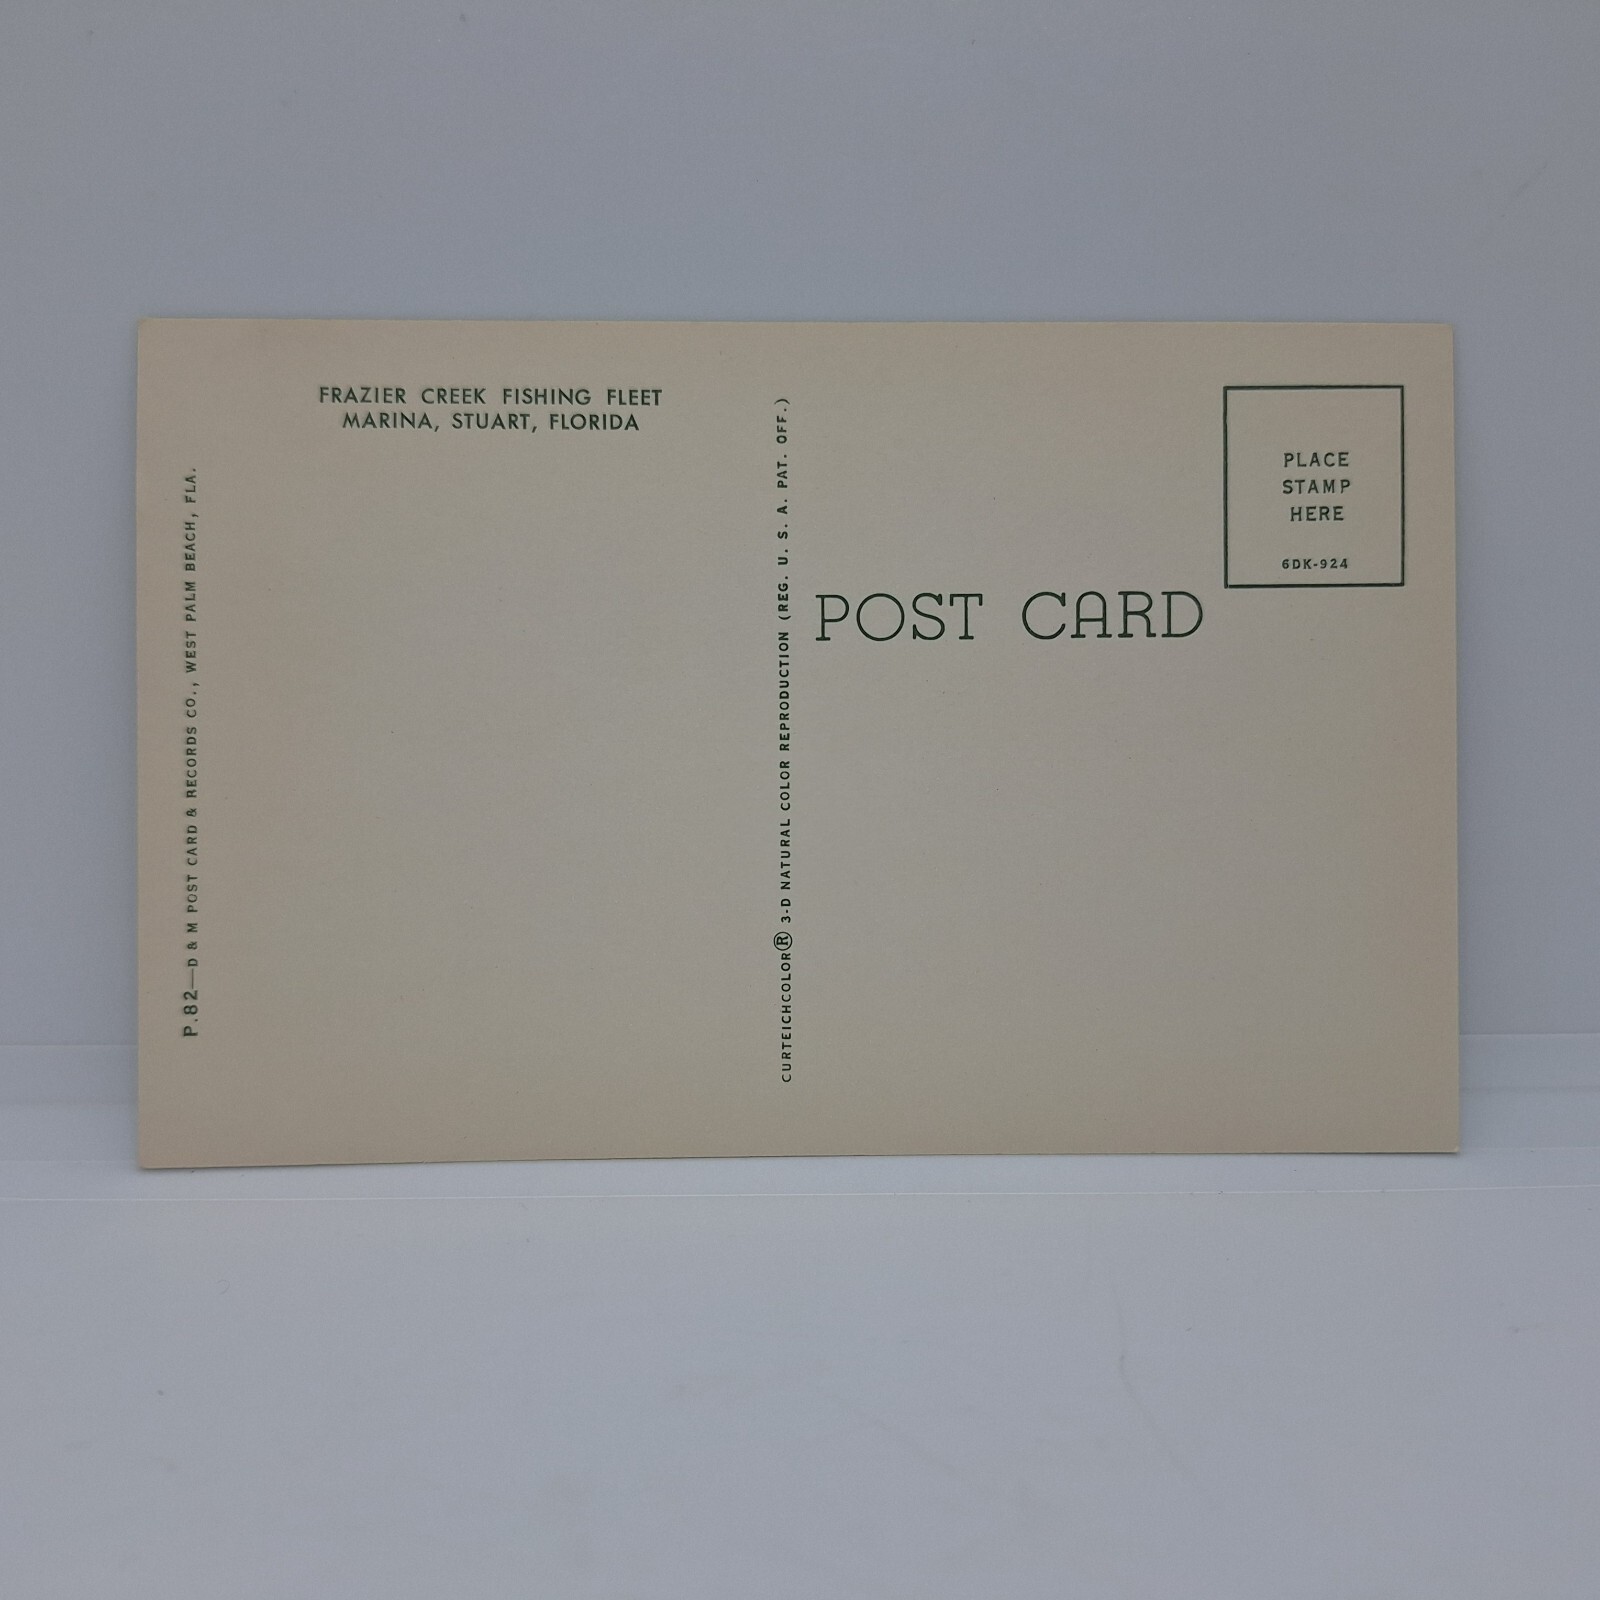 FRAZIER CREEK FISHING FLEET
MARINA, STUART, FLORIDA
P.82—D & M POST CARD & RECORDS CO., WEST PALM BEACH, FLA.
CURTEICHCOLOR® 3-D NATURAL COLOR REPRODUCTION (REG. U. S. A. PAT. OFF.)
POST CARD
PLACE
STAMP
HERE
6DK-924